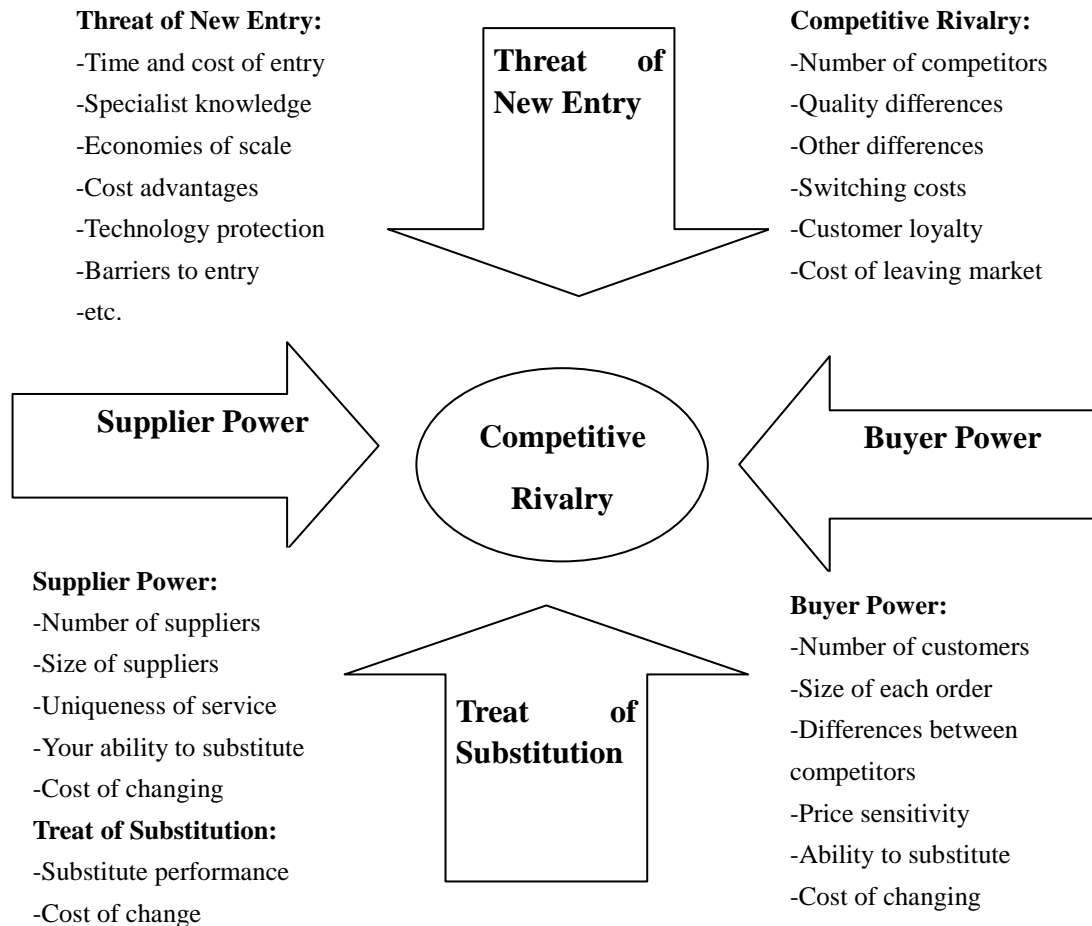 Threat of New Entry:
-Time and cost of entry
-Specialist knowledge
-Economies of scale
-Cost advantages
-Technology protection
-Barriers to entry
-etc.
Threat of
New Entry
Competitive Rivalry:
-Number of competitors
-Quality differences
-Other differences
-Switching costs
-Customer loyalty
-Cost of leaving market
Supplier Power
Competitive
Rivalry
Buyer Power
Supplier Power:
-Number of suppliers
-Size of suppliers
-Uniqueness of service
-Your ability to substitute
-Cost of changing
Treat of Substitution:
-Substitute performance
-Cost of change
Treat of
Substitution
Buyer Power:
-Number of customers
-Size of each order
-Differences between
competitors
-Price sensitivity
-Ability to substitute
-Cost of changing